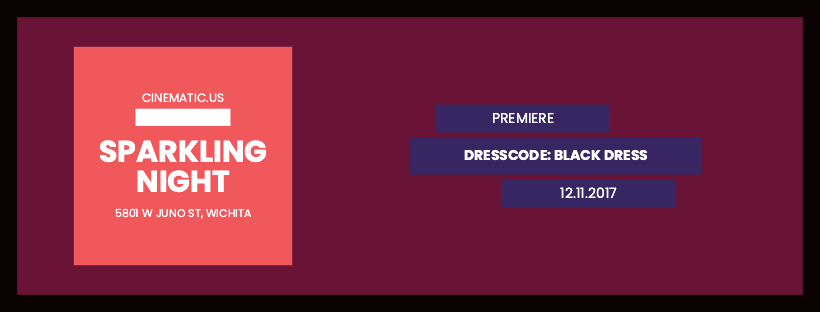 CINEMATIC.US
SPARKLING
NIGHT
5801 W JUNO ST, WICHITA
PREMIERE
DRESSCODE: BLACK DRESS
12.11.2017